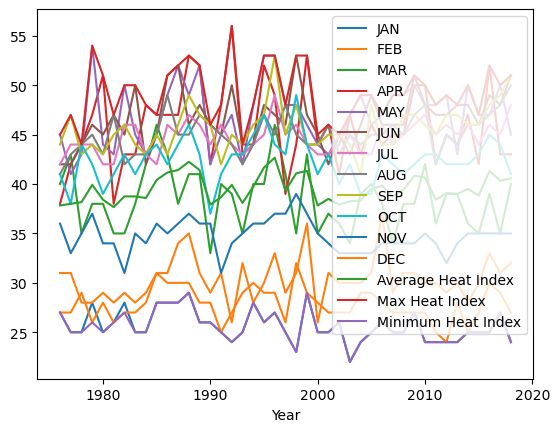 55
50
45
40
35
30
25
1980
1990
2000
2010
2020
Year
JAN
FEB
MAR
APR
MAY
JUN
JUL
AUG
SEP
OCT
NOV
DEC
Average Heat Index
Max Heat Index
Minimum Heat Index